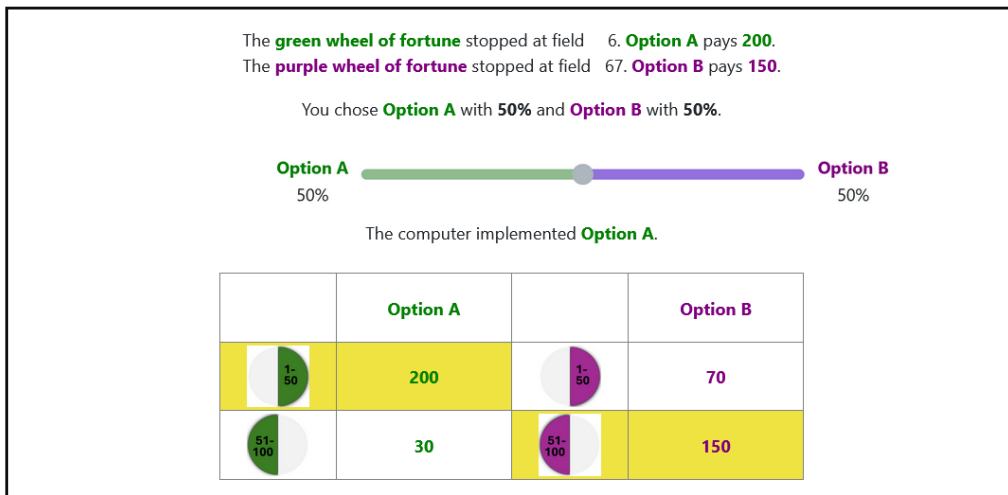 The green wheel of fortune stopped at field 6. Option A pays 200.
The purple wheel of fortune stopped at field 67. Option B pays 150.
You chose Option A with 50% and Option B with 50%.
Option A
Option B
50%
50%
The computer implemented Option A.
Option A
Option B
1-
50
200
1-
50
70
51-
100
30
51-
100
150